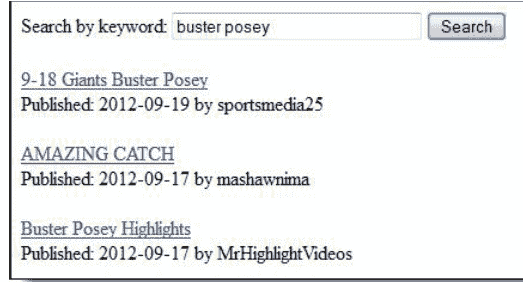 Search by keyword: buster posey Search
9-18 Giants Buster Posey
Published: 2012-09-19 by sportsmedia25
AMAZING CATCH
Published: 2012-09-17 by mashawnima
Buster Posey Highlights
Published: 2012-09-17 by MrHighlightVideos